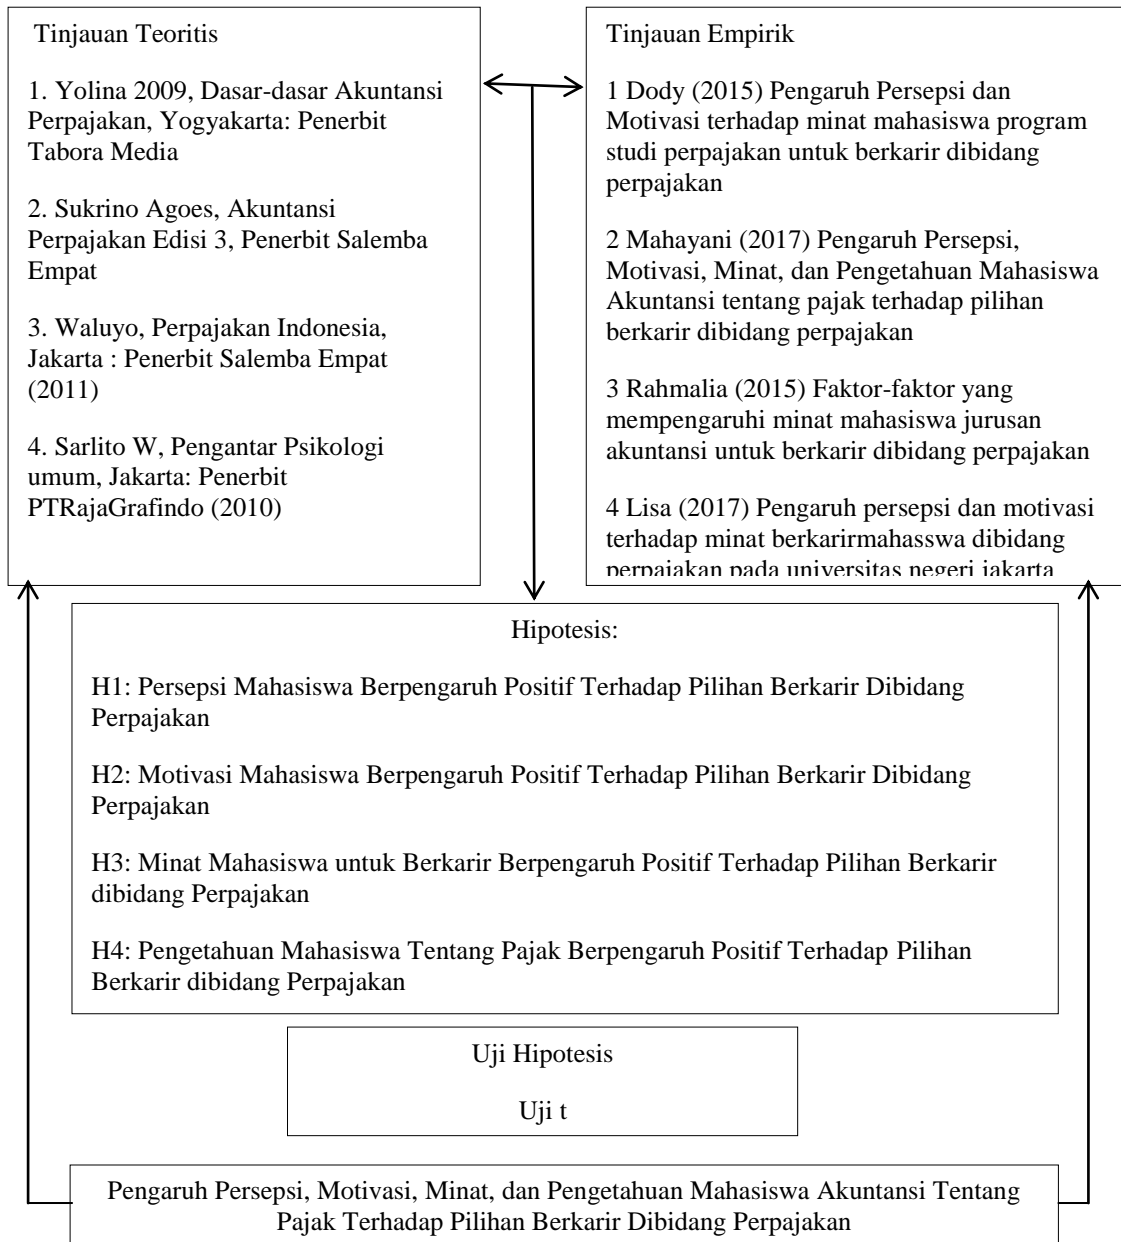 Tinjauan Teoritis
1. Yolina 2009, Dasar-dasar Akuntansi
Perpajakan, Yogyakarta: Penerbit
Tabora Media
2. Sukrino Agoes, Akuntansi
Perpajakan Edisi 3, Penerbit Salemba
Empat
3. Waluyo, Perpajakan Indonesia,
Jakarta : Penerbit Salemba Empat
(2011)
4. Sarlito W, Pengantar Psikologi
umum, Jakarta: Penerbit
PTRajaGrafindo (2010)
Tinjauan Empirik
1 Dody (2015) Pengaruh Persepsi dan
Motivasi terhadap minat mahasiswa program
studi perpajakan untuk berkarir dibidang
perpajakan
2 Mahayani (2017) Pengaruh Persepsi,
Motivasi, Minat, dan Pengetahuan Mahasiswa
Akuntansi tentang pajak terhadap pilihan
berkarir dibidang perpajakan
3 Rahmalia (2015) Faktor-faktor yang
mempengaruhi minat mahasiswa jurusan
akuntansi untuk berkarir dibidang perpajakan
4 Lisa (2017) Pengaruh persepsi dan motivasi
terhadap minat berkarirmahasswa dibidang
perpajakan pada universitas negeri jakarta
Hipotesis:
H1: Persepsi Mahasiswa Berpengaruh Positif Terhadap Pilihan Berkarir Dibidang
Perpajakan
H2: Motivasi Mahasiswa Berpengaruh Positif Terhadap Pilihan Berkarir Dibidang
Perpajakan
H3: Minat Mahasiswa untuk Berkarir Berpengaruh Positif Terhadap Pilihan Berkarir
dibidang Perpajakan
H4: Pengetahuan Mahasiswa Tentang Pajak Berpengaruh Positif Terhadap Pilihan
Berkarir dibidang Perpajakan
Uji Hipotesis
Uji t
Pengaruh Persepsi, Motivasi, Minat, dan Pengetahuan Mahasiswa Akuntansi Tentang
Pajak Terhadap Pilihan Berkarir Dibidang Perpajakan